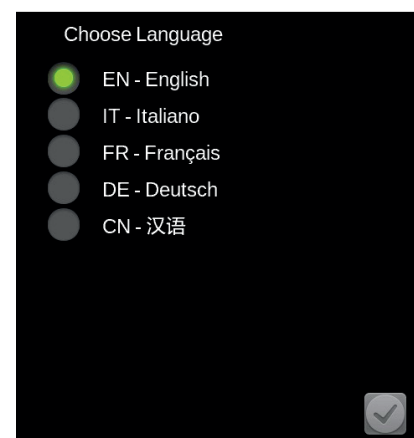 Choose Language
EN - English
IT - Italiano
FR - Français
DE - Deutsch
CN - 汉语